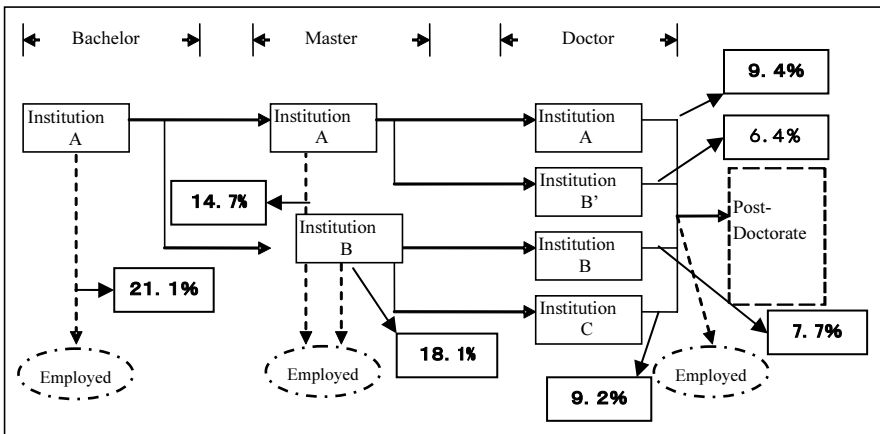 Bachelor
Master
Doctor
9.4%
Institution
A
Institution
A
Institution
A
6.4%
Institution
B’
14.7%
Post-
Doctorate
Institution
B
Institution
B
21.1%
Institution
C
7.7%
18.1%
Employed
Employed
9.2%
Employed